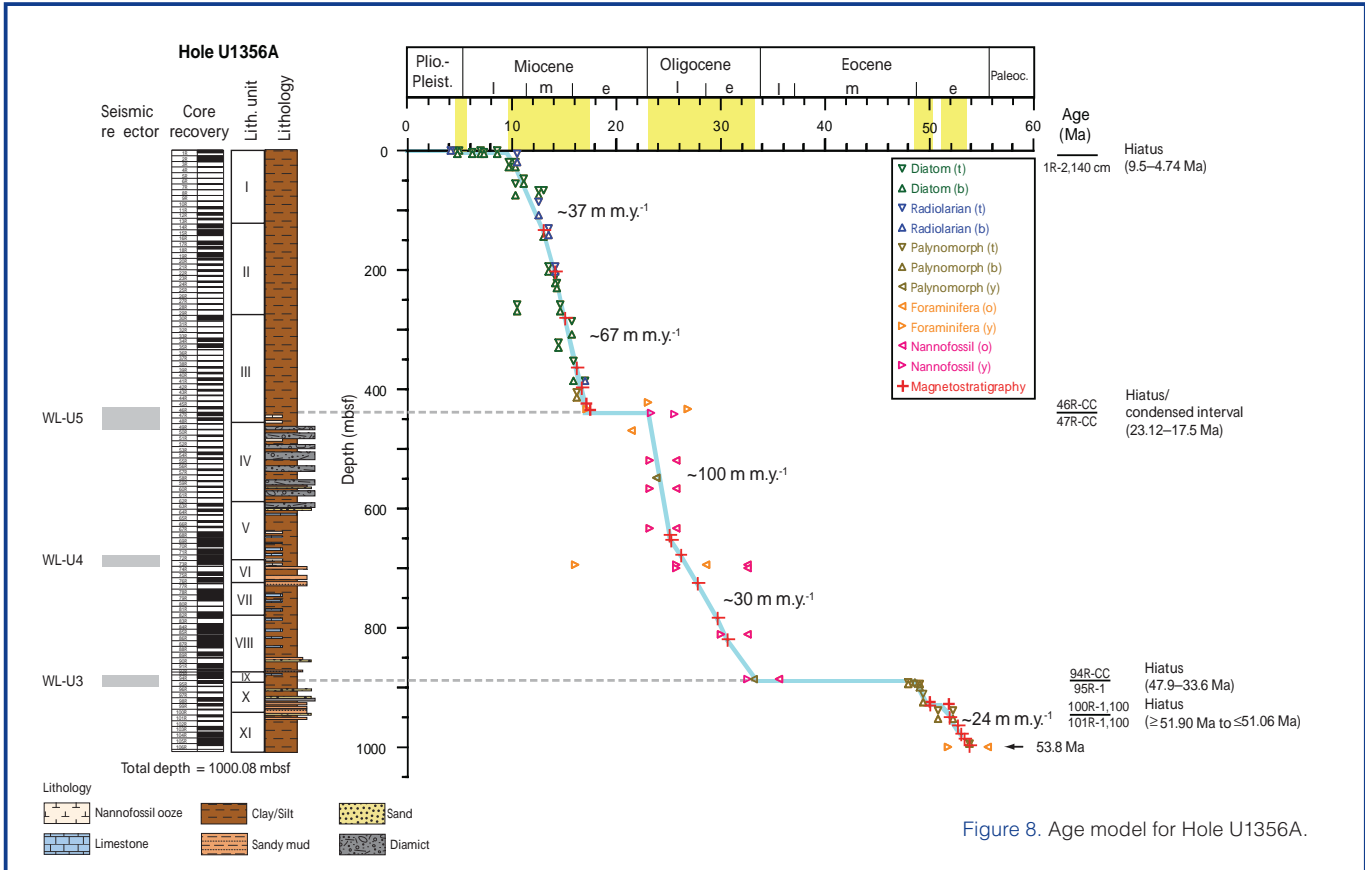 Hole U1356A
Seismic
re ector
Core
recovery
Lith. unit
Lithology
I
II
III
IV
V
VI
VII
VIII
IX
X
XI
WL-U5
WL-U4
WL-U3
Total depth = 1000.08 mbsf
Lithology
Nannofossil ooze
Clay/Silt
Sand
Limestone
Sandy mud
Diamict
Plio.-
Pleist.
Miocene
l m e
Oligocene
l e
Eocene
l m e
Paleoc.
0 10 20 30 40 50 60
Age
(Ma)
Depth (mbsf)
0
200
400
600
800
1000
~37 m m.y.-1
~67 m m.y.-1
~100 m m.y.-1
~30 m m.y.-1
~24 m m.y.-1
53.8 Ma
Diatom (t)
Diatom (b)
Radiolarian (t)
Radiolarian (b)
Palynomorph (t)
Palynomorph (b)
Palynomorph (y)
Foraminifera (o)
Foraminifera (y)
Nannofossil (o)
Nannofossil (y)
Magnetostratigraphy
1R-2,140 cm
Hiatus
(9.5–4.74 Ma)
46R-CC
47R-CC
Hiatus/
condensed interval
(23.12–17.5 Ma)
94R-CC
95R-1
Hiatus
(47.9–33.6 Ma)
100R-1,100
101R-1,100
Hiatus
(≥51.90 Ma to ≤51.06 Ma)
Figure 8. Age model for Hole U1356A.